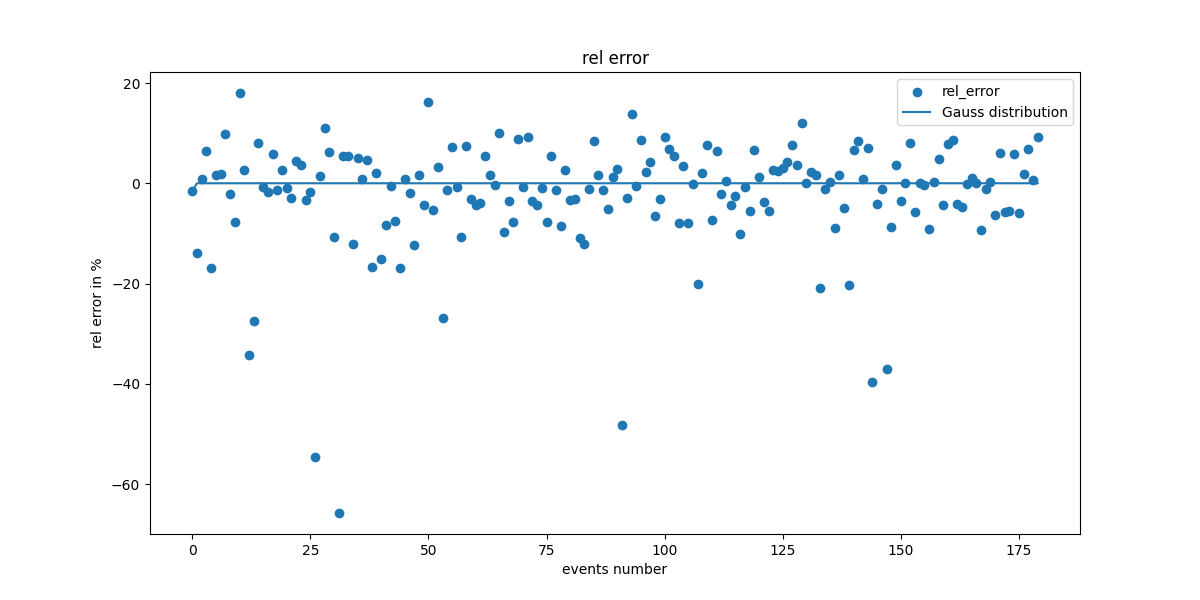 rel error
rel_error
Gauss distribution
rel error in %
20
0
−20
−40
−60
0
25
50
75
100
125
150
175
events number